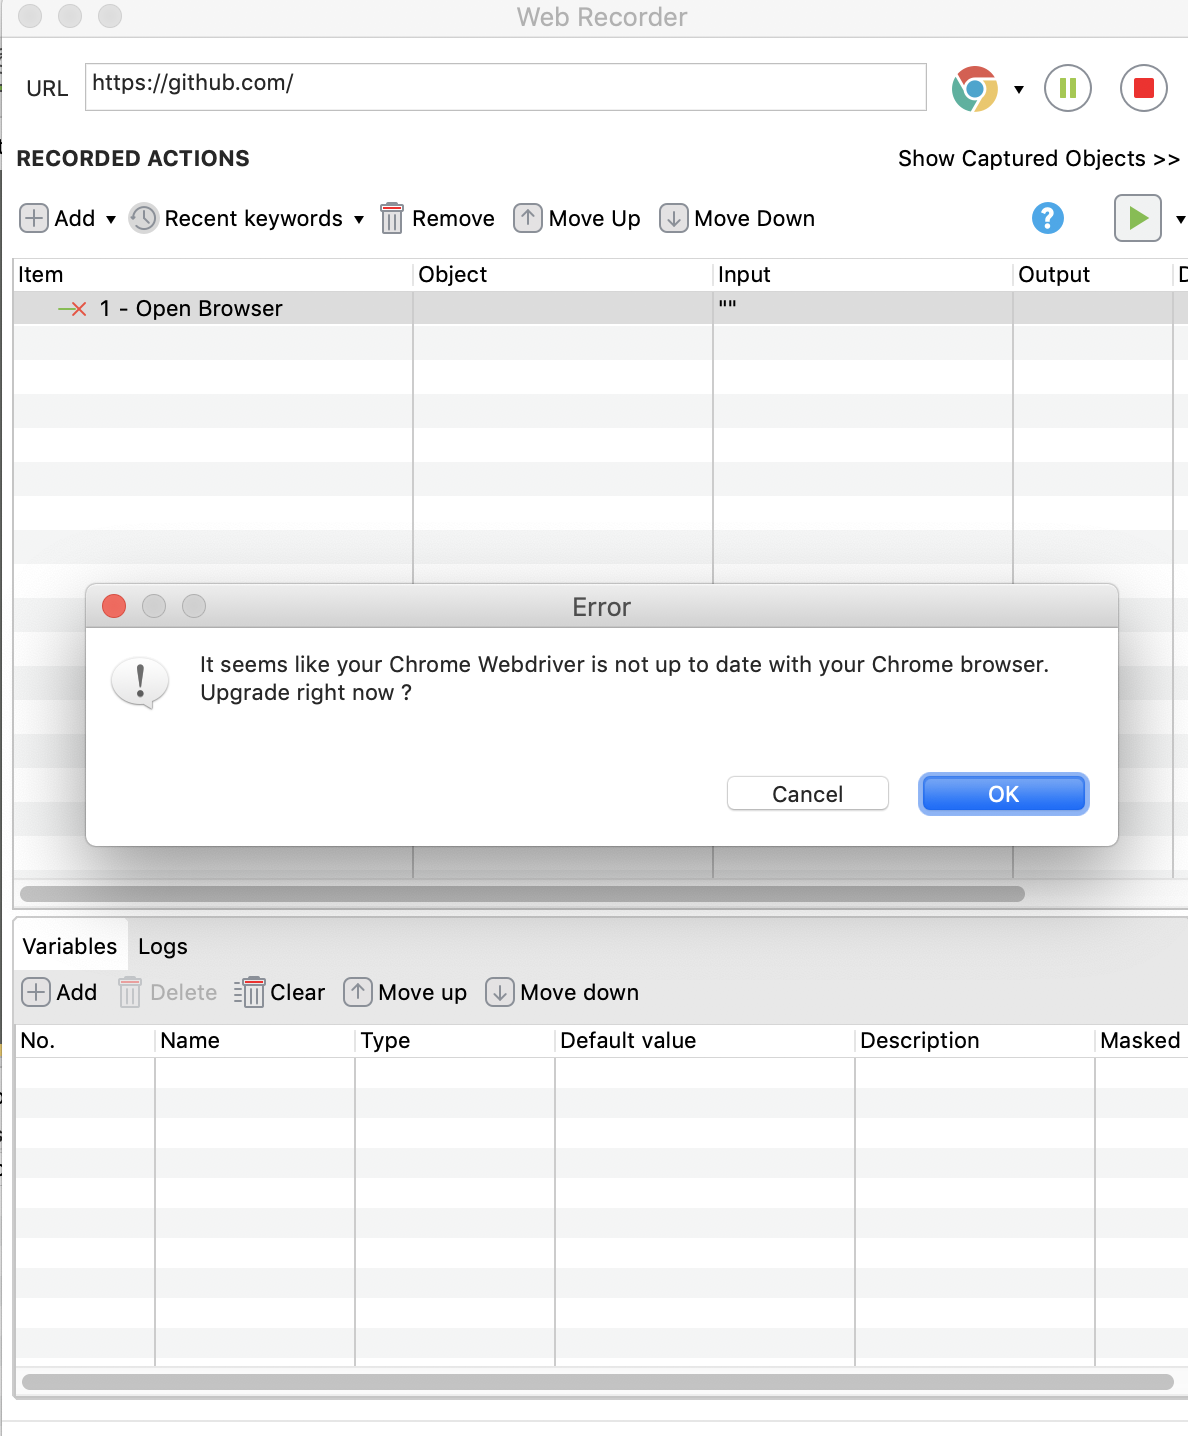 Web Recorder
URL
https://github.com/
RECORDED ACTIONS
Show Captured Objects >>
Add
Recent keywords
Remove
Move Up
Move Down
?
Item
Object
Input
Output
D
1 - Open Browser
""
Error
It seems like your Chrome Webdriver is not up to date with your Chrome browser.
Upgrade right now ?
Cancel
OK
Variables
Logs
Add
Delete
Clear
Move up
Move down
No.
Name
Type
Default value
Description
Masked